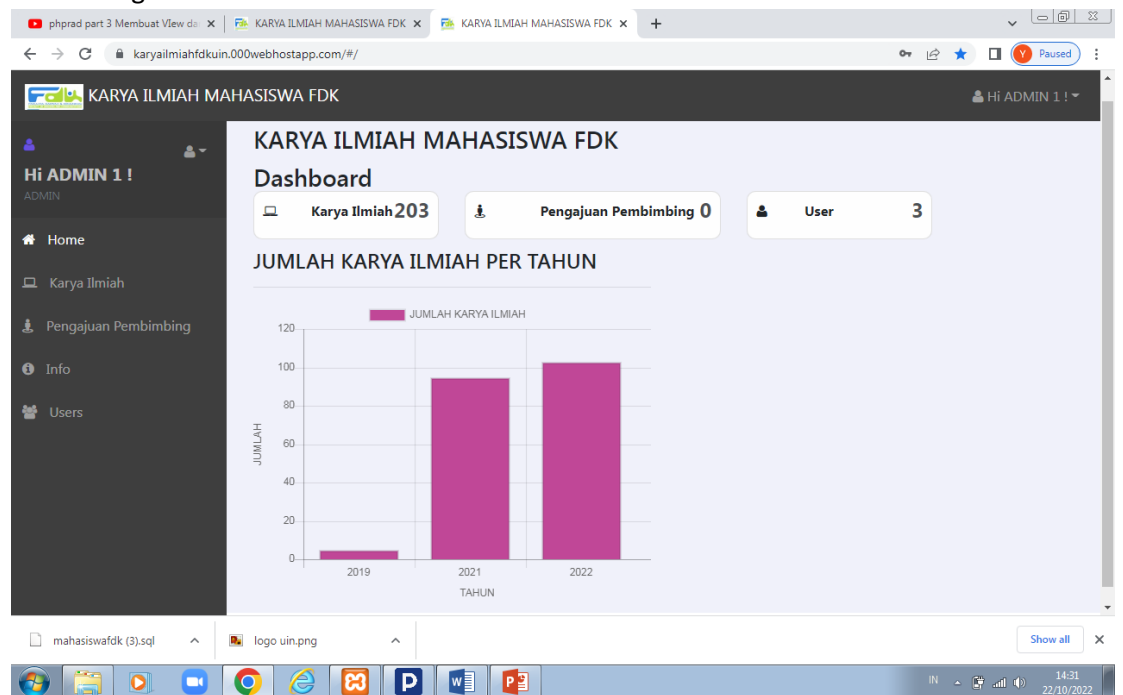 phprad part 3 Membuat VIew da
KARYA ILMIAH MAHASISWA FDK
KARYA ILMIAH MAHASISWA FDK
karyailmiahfdkuin.000webhostapp.com/#/
Y Paused
KARYA ILMIAH MAHASISWA FDK
Hi ADMIN 1 !
Hi ADMIN 1 !
ADMIN
Home
Karya Ilmiah
Pengajuan Pembimbing
Info
Users
KARYA ILMIAH MAHASISWA FDK
Dashboard
Karya Ilmiah 203
Pengajuan Pembimbing 0
User 3
JUMLAH KARYA ILMIAH PER TAHUN
JUMLAH KARYA ILMIAH
120
100
80
60
40
20
0
JUMLAH
2019 2021 2022
TAHUN
mahasiswafdk (3).sql
logo uin.png
Show all
IN
14:31
22/10/2022